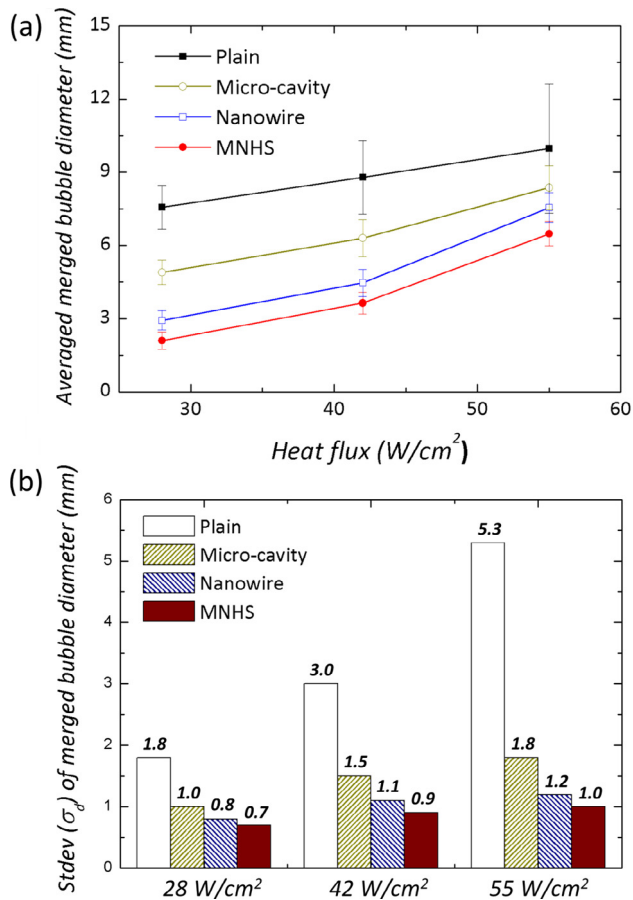 (a)
Averaged merged bubble diameter (mm)
15
12
9
6
3
0
Plain
Micro-cavity
Nanowire
MNHS
30 40 50 60
Heat flux (W/cm²)
(b)
Stdev (σd) of merged bubble diameter (mm)
6
5
4
3
2
1
0
Plain
Micro-cavity
Nanowire
MNHS
1.8 1.0 0.8 0.7
3.0 1.5 1.1 0.9
5.3 1.8 1.2 1.0
28 W/cm² 42 W/cm² 55 W/cm²